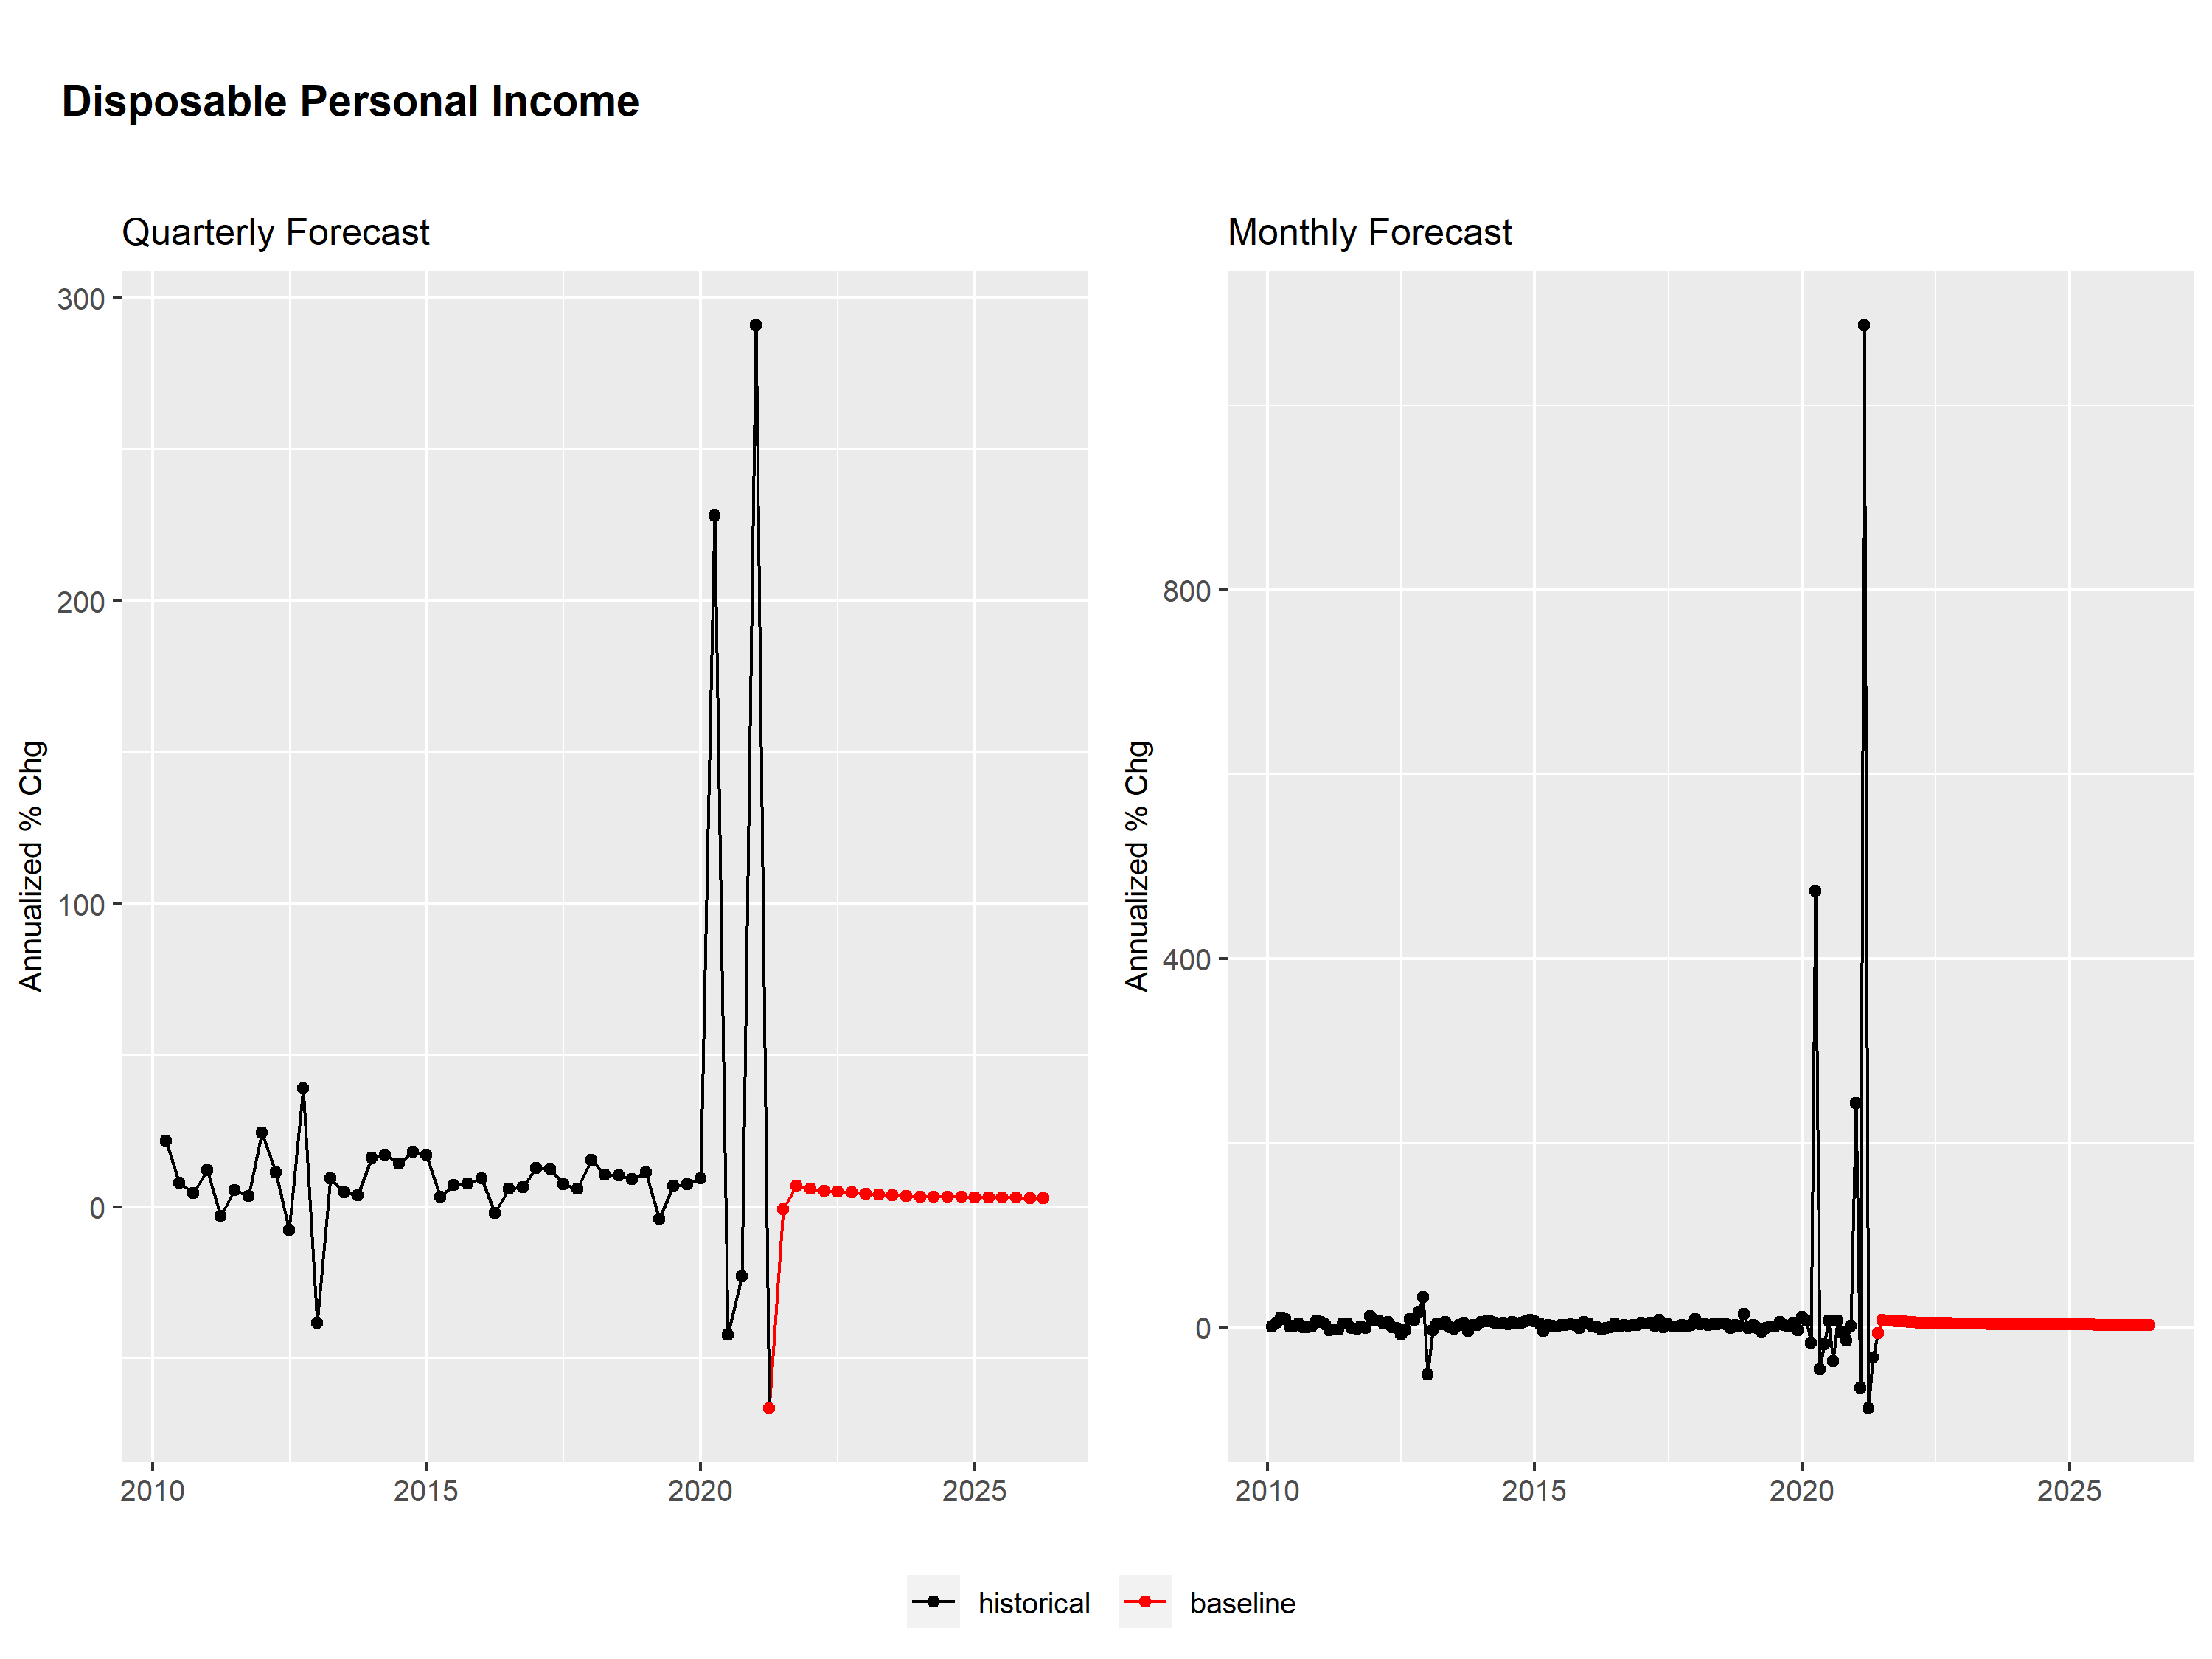 Disposable Personal Income
Quarterly Forecast
Annualized % Chg
300
200
100
0
2010 2015 2020 2025
Monthly Forecast
Annualized % Chg
800
400
0
2010 2015 2020 2025
historical baseline